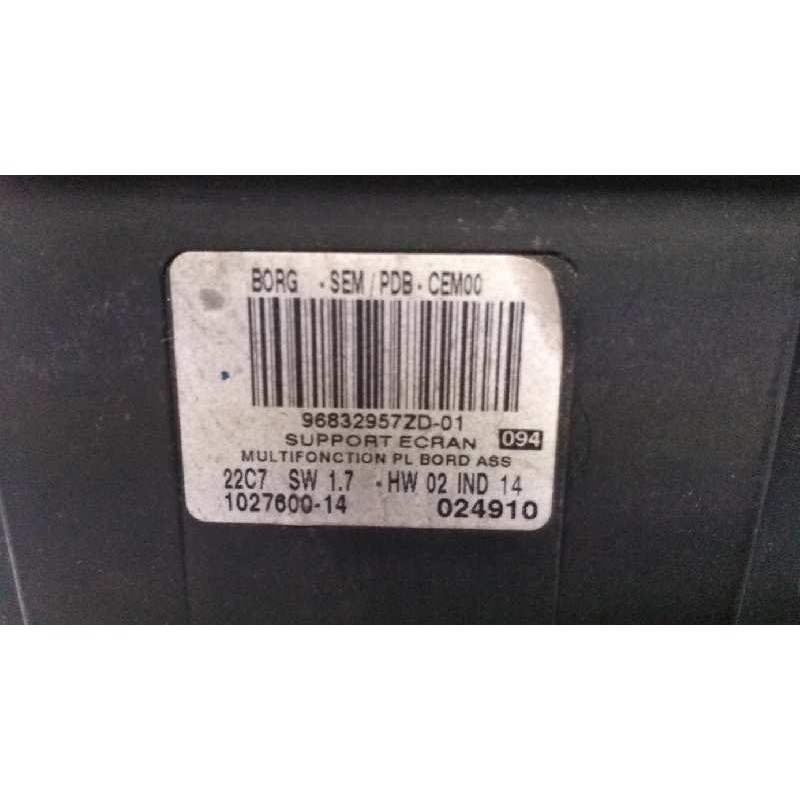 BORG - SEM / PDB - CEM00
96832957ZD-01
SUPPORT ECRAN 094
MULTIFONCTION PL BORD ASS
22C7 SW 1.7 - HW 02 IND 14
1027600-14 024910